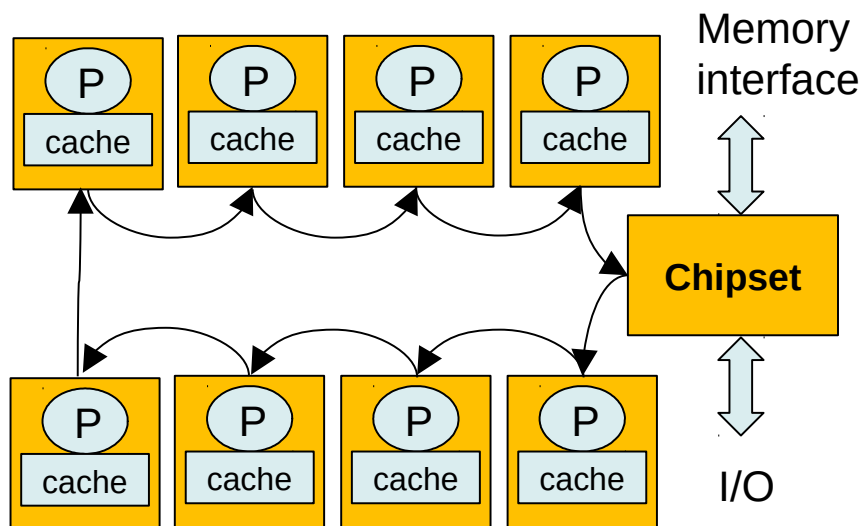 Memory
interface
P
cache
P
cache
P
cache
P
cache
Chipset
P
cache
P
cache
P
cache
P
cache
I/O